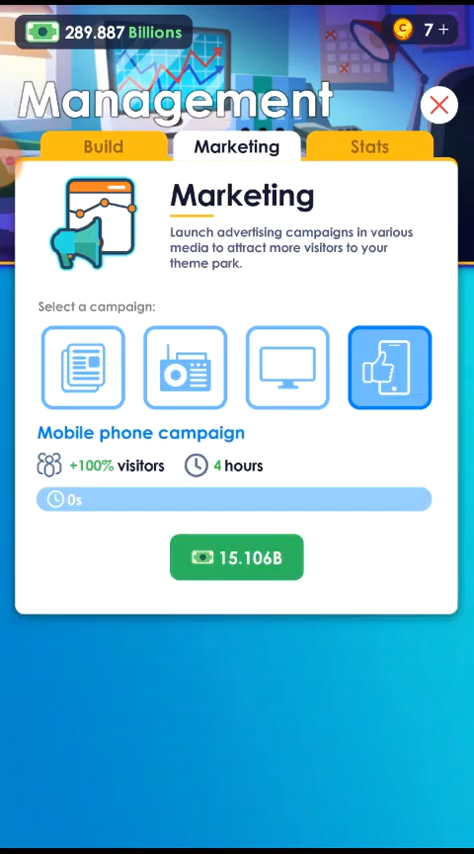 289.887 Billions
7 +
Management
Build
Marketing
Stats
Marketing
Launch advertising campaigns in various
media to attract more visitors to your
theme park.
Select a campaign:
Mobile phone campaign
+100% visitors
4 hours
0s
15.106B